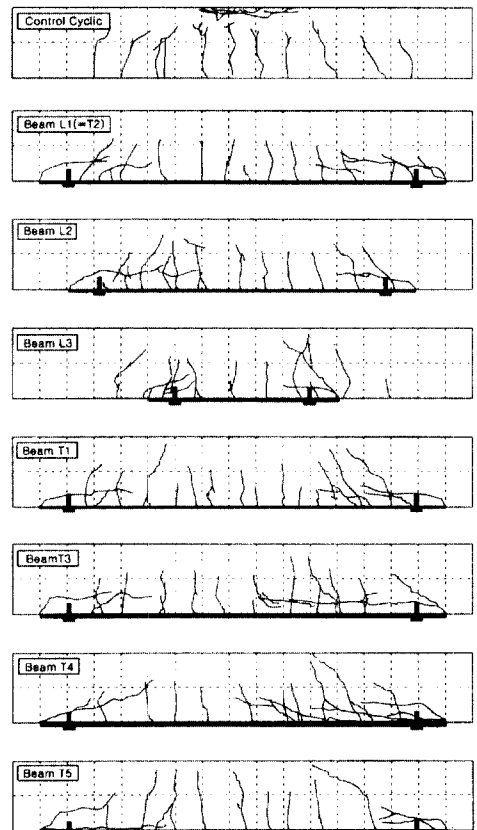 Control Cyclic
Beam L1(=T2)
Beam L2
Beam L3
Beam T1
BeamT3
Beam T4
Beam T5